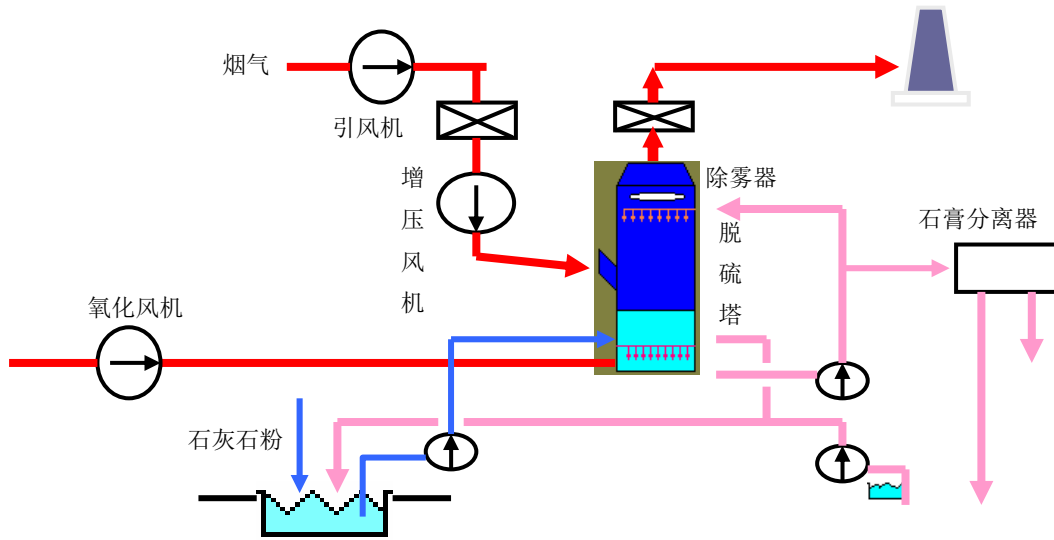 烟气
引风机
增压风机
除雾器
脱硫塔
石膏分离器
氧化风机
石灰石粉